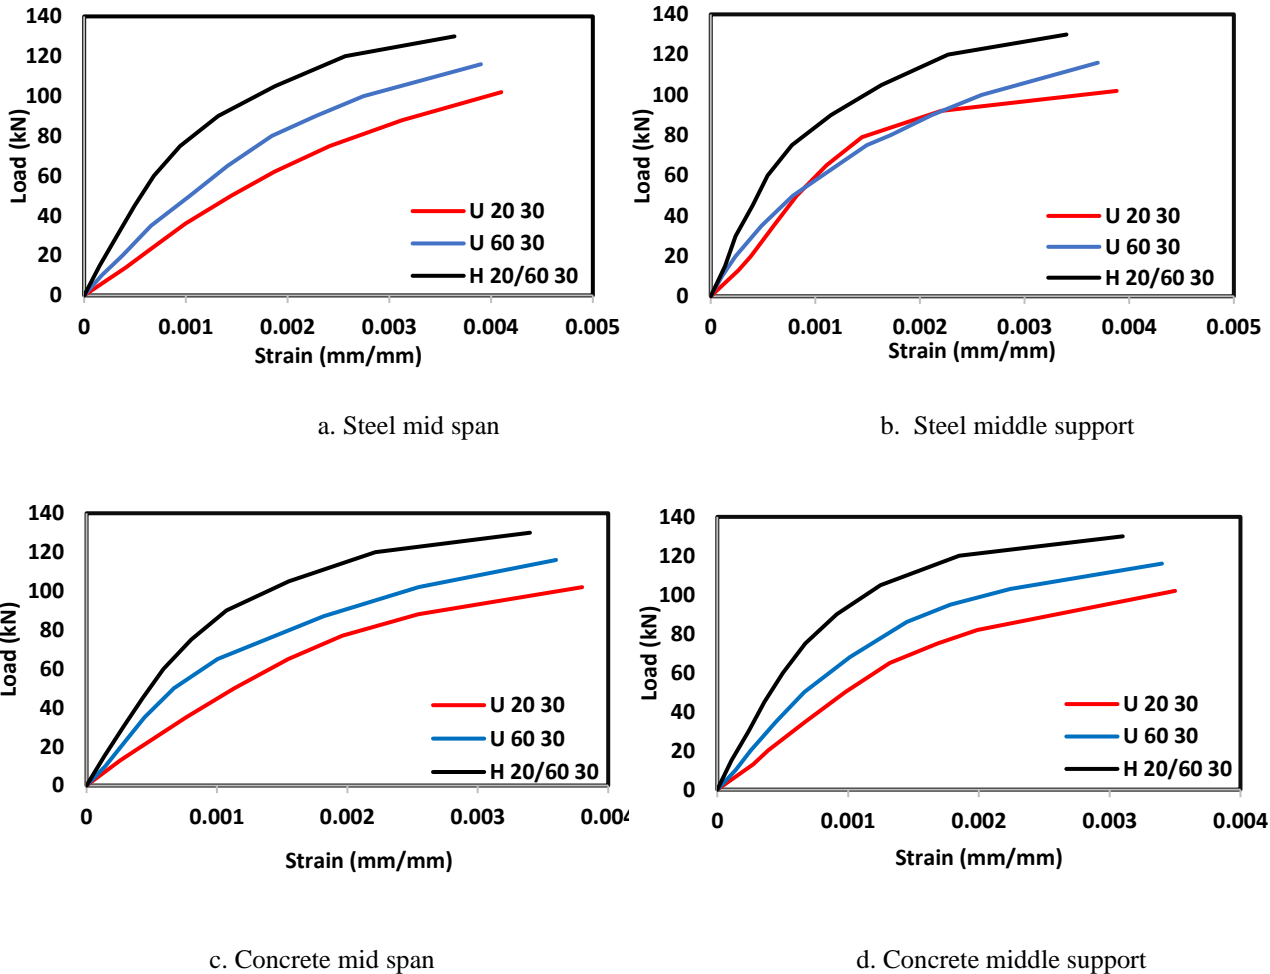 140
120
100
80
60
40
20
0
Load (kN)
U 20 30
U 60 30
H 20/60 30
0 0.001 0.002 0.003 0.004 0.005
Strain (mm/mm)
a. Steel mid span
140
120
100
80
60
40
20
0
Load (kN)
U 20 30
U 60 30
H 20/60 30
0 0.001 0.002 0.003 0.004 0.005
Strain (mm/mm)
b. Steel middle support
140
120
100
80
60
40
20
0
Load (kN)
U 20 30
U 60 30
H 20/60 30
0 0.001 0.002 0.003 0.004
Strain (mm/mm)
c. Concrete mid span
140
120
100
80
60
40
20
0
Load (kN)
U 20 30
U 60 30
H 20/60 30
0 0.001 0.002 0.003 0.004
Strain (mm/mm)
d. Concrete middle support